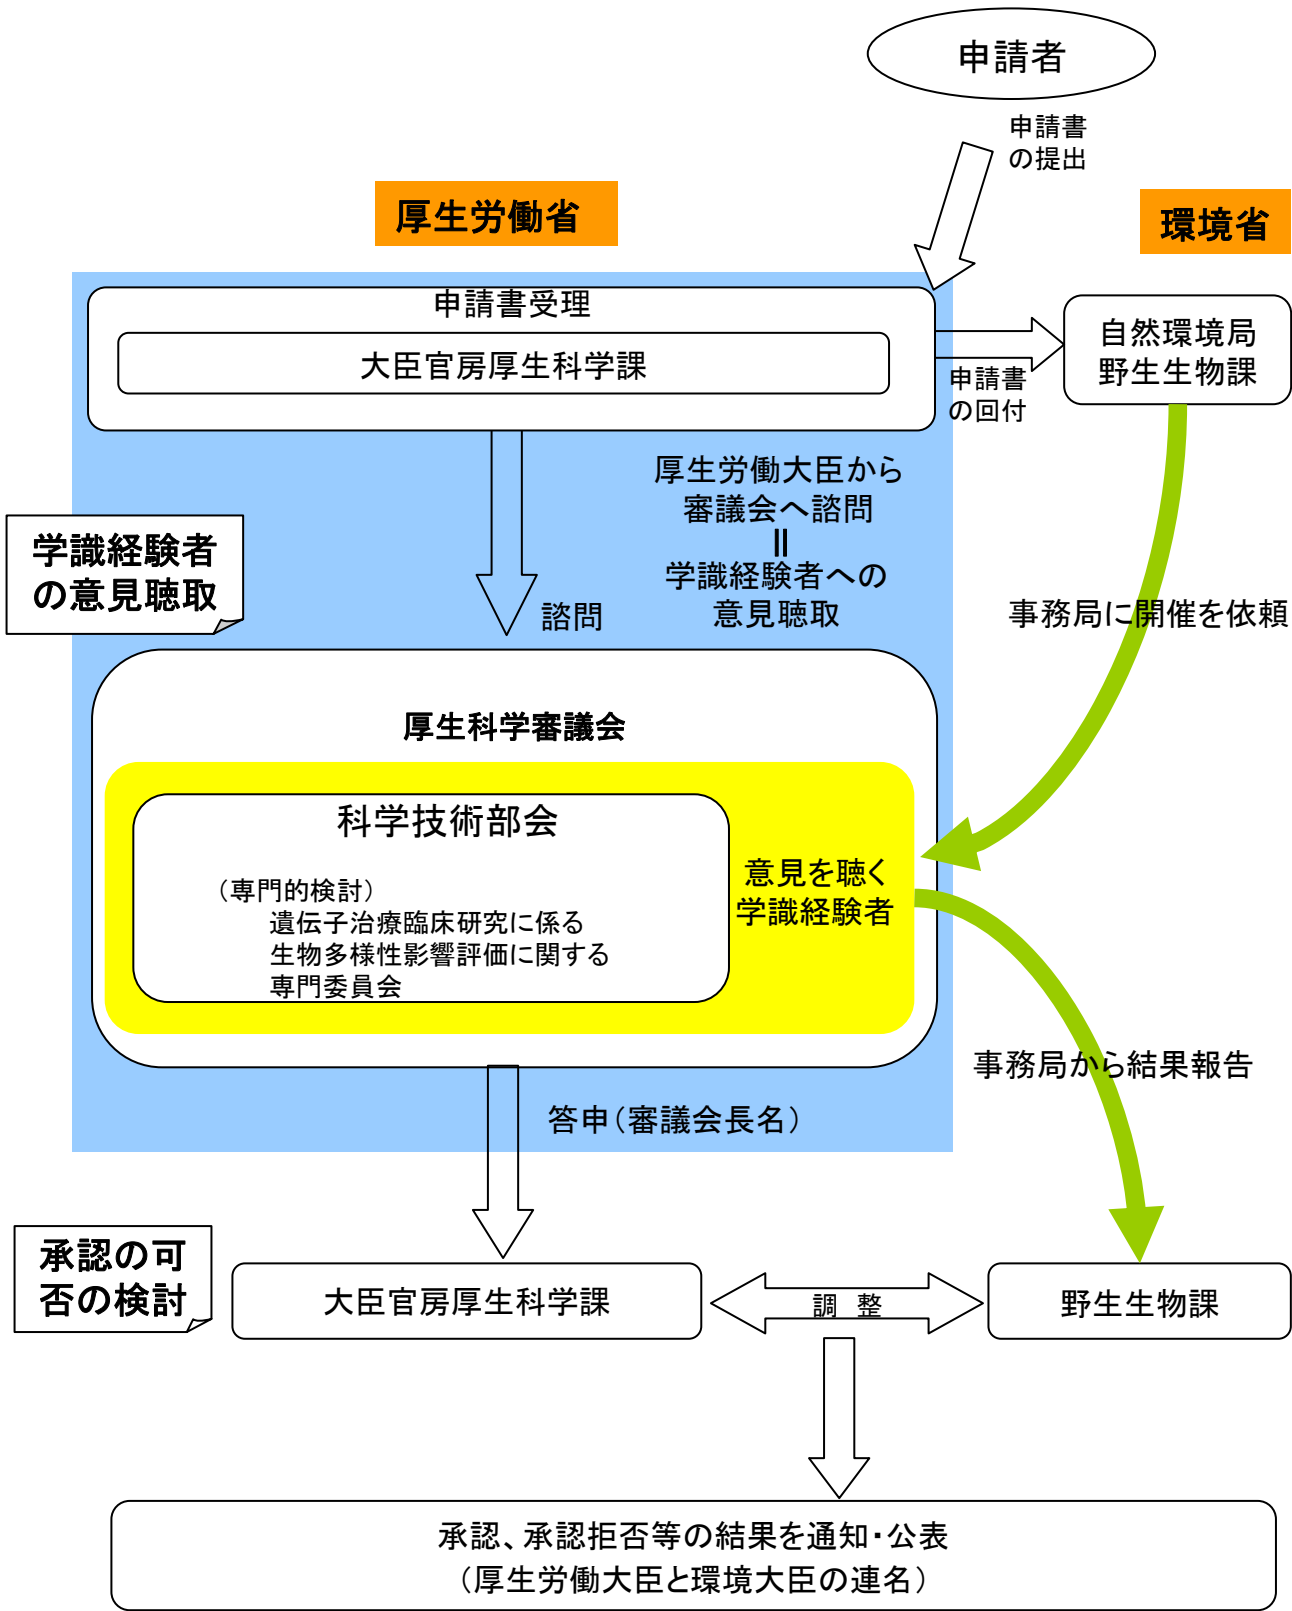 申請者
申請書
の提出
厚生労働省
環境省
申請書受理
大臣官房厚生科学課
自然環境局
野生生物課
申請書
の回付
厚生労働大臣から
審議会へ諮問
||
学識経験者への
意見聴取
学識経験者
の意見聴取
諮問
事務局に開催を依頼
厚生科学審議会
科学技術部会
(専門的検討)
遺伝子治療臨床研究に係る
生物多様性影響評価に関する
専門委員会
意見を聴く
学識経験者
事務局から結果報告
答申(審議会長名)
承認の可
否の検討
大臣官房厚生科学課
調 整
野生生物課
承認、承認拒否等の結果を通知・公表
(厚生労働大臣と環境大臣の連名)